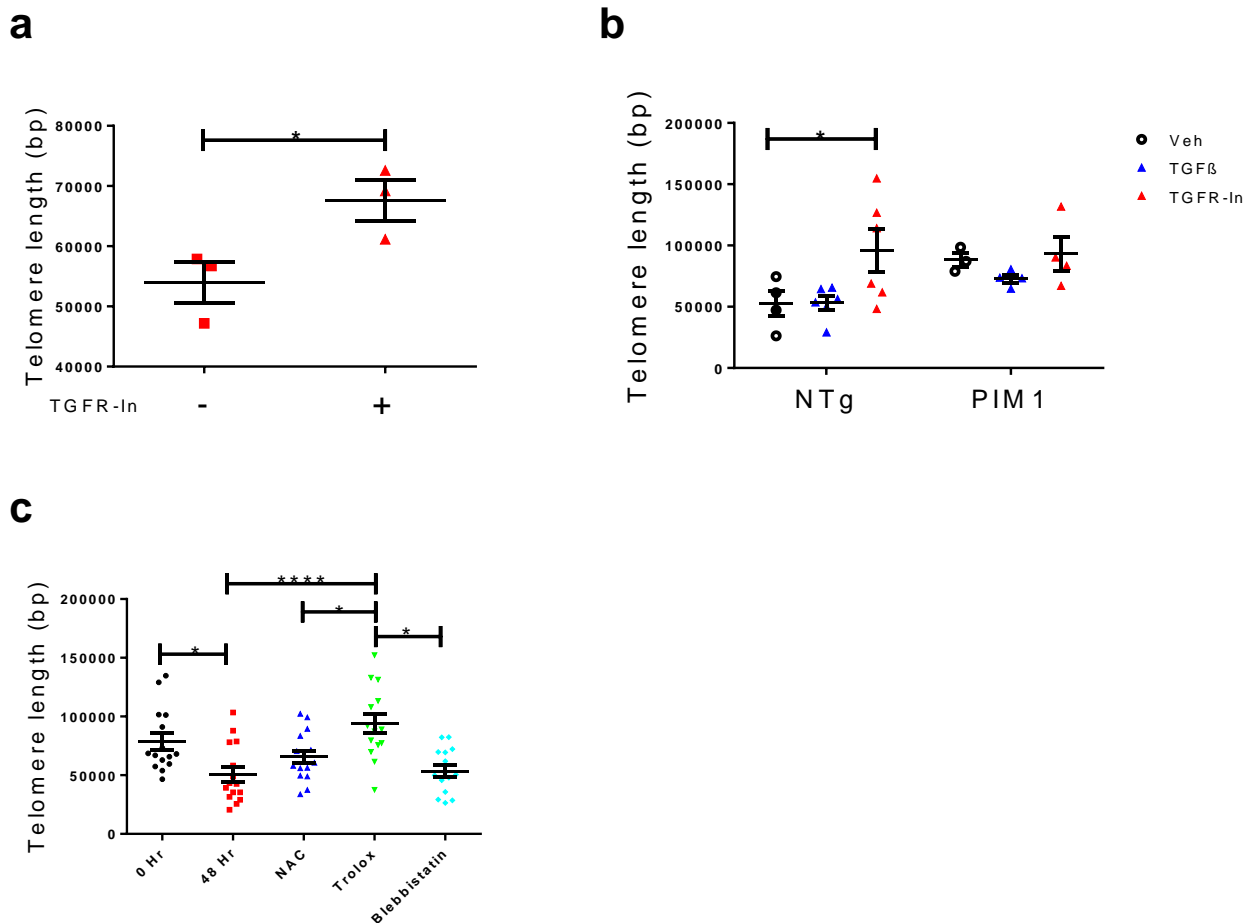 a
Telomere length (bp)
80000
70000
60000
50000
40000
*
TGFR-In
-
+
b
Telomere length (bp)
200000
150000
100000
50000
0
*
NTg
PIM1
Veh
TGFß
TGFR-In
c
Telomere length (bp)
200000
150000
100000
50000
0
*
****
*
*
0 Hr
48 Hr
NAC
Trolox
Blebbistatin